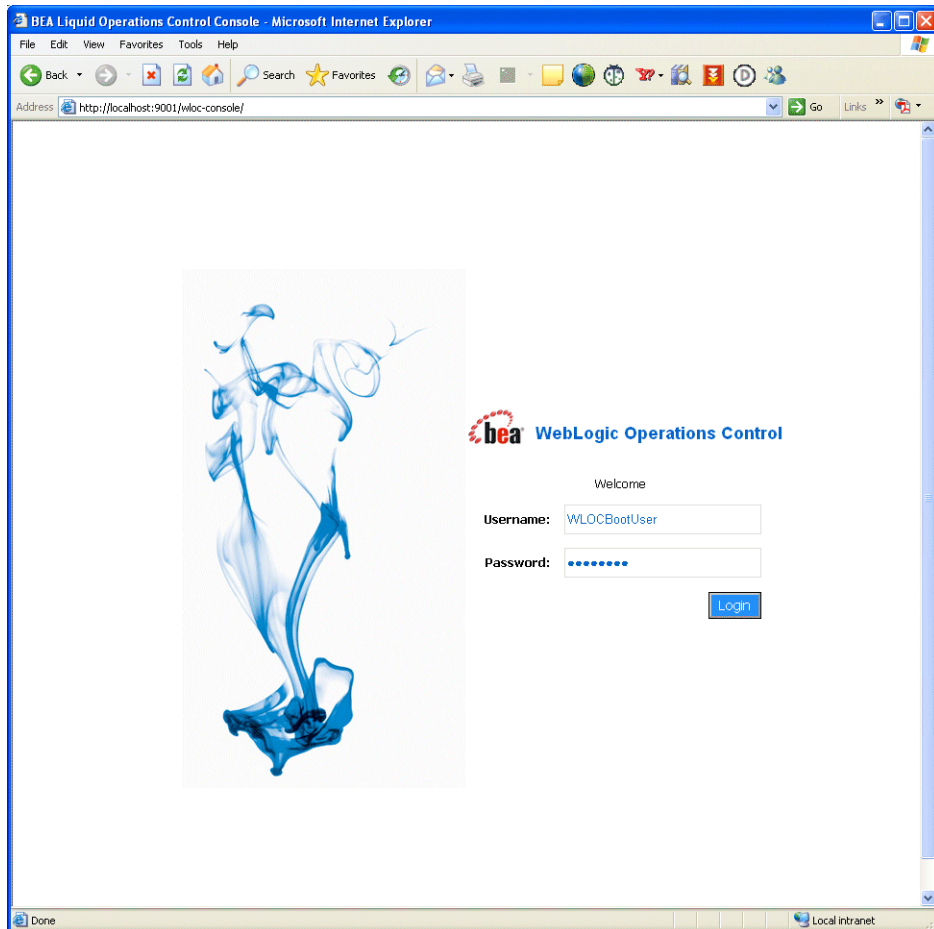 BEA Liquid Operations Control Console - Microsoft Internet Explorer
File Edit View Favorites Tools Help
Back Search Favorites
Address http://localhost:9001/wloc-console/ Go Links »
bea WebLogic Operations Control
Welcome
Username: WLOCBootUser
Password: ••••••••
Login
Done Local intranet